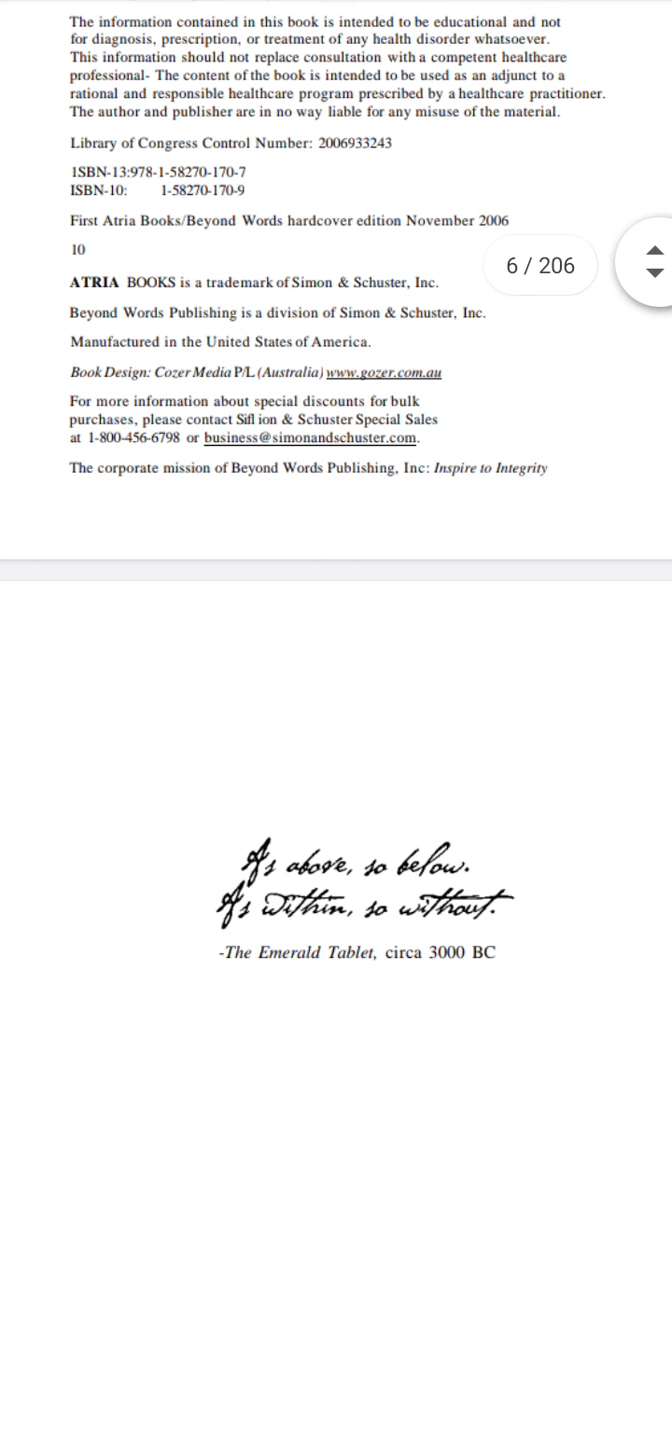 The information contained in this book is intended to be educational and not
for diagnosis, prescription, or treatment of any health disorder whatsoever.
This information should not replace consultation with a competent healthcare
professional- The content of the book is intended to be used as an adjunct to a
rational and responsible healthcare program prescribed by a healthcare practitioner.
The author and publisher are in no way liable for any misuse of the material.
Library of Congress Control Number: 2006933243
ISBN-13:978-1-58270-170-7
ISBN-10: 1-58270-170-9
First Atria Books/Beyond Words hardcover edition November 2006
10
6 / 206
ATRIA BOOKS is a trademark of Simon & Schuster, Inc.
Beyond Words Publishing is a division of Simon & Schuster, Inc.
Manufactured in the United States of America.
Book Design: Cozer Media P/L (Australia) www.gozer.com.au
For more information about special discounts for bulk
purchases, please contact Sifl ion & Schuster Special Sales
at 1-800-456-6798 or business@simonandschuster.com.
The corporate mission of Beyond Words Publishing, Inc: Inspire to Integrity
As above, so below.
As within, so without.
-The Emerald Tablet, circa 3000 BC